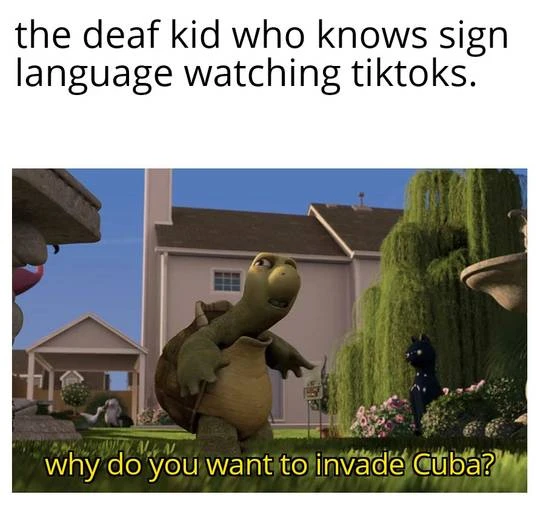 the deaf kid who knows sign
language watching tiktoks.
why do you want to invade Cuba?